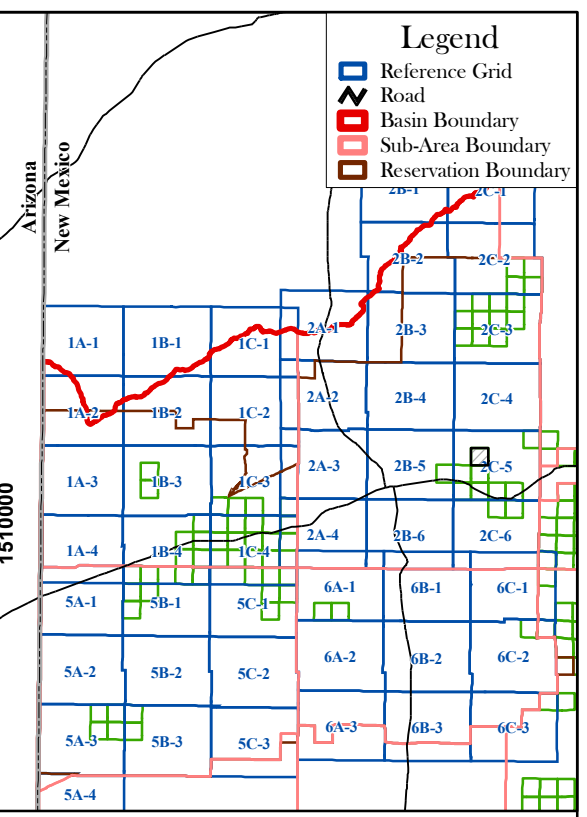 Legend
Reference Grid
Road
Basin Boundary
Sub-Area Boundary
Reservation Boundary
Arizona
New Mexico
1510000
2B-1
2C-1
2B-2
2C-2
2A-1
2B-3
2C-3
1A-1
1B-1
1C-1
2A-2
2B-4
2C-4
1A-2
1B-2
1C-2
2A-3
2B-5
2C-5
1A-3
1B-3
1C-3
2A-4
2B-6
2C-6
1A-4
1B-4
1C-4
6A-1
6B-1
6C-1
5A-1
5B-1
5C-1
6A-2
6B-2
6C-2
5A-2
5B-2
5C-2
6A-3
6B-3
6C-3
5A-3
5B-3
5C-3
5A-4